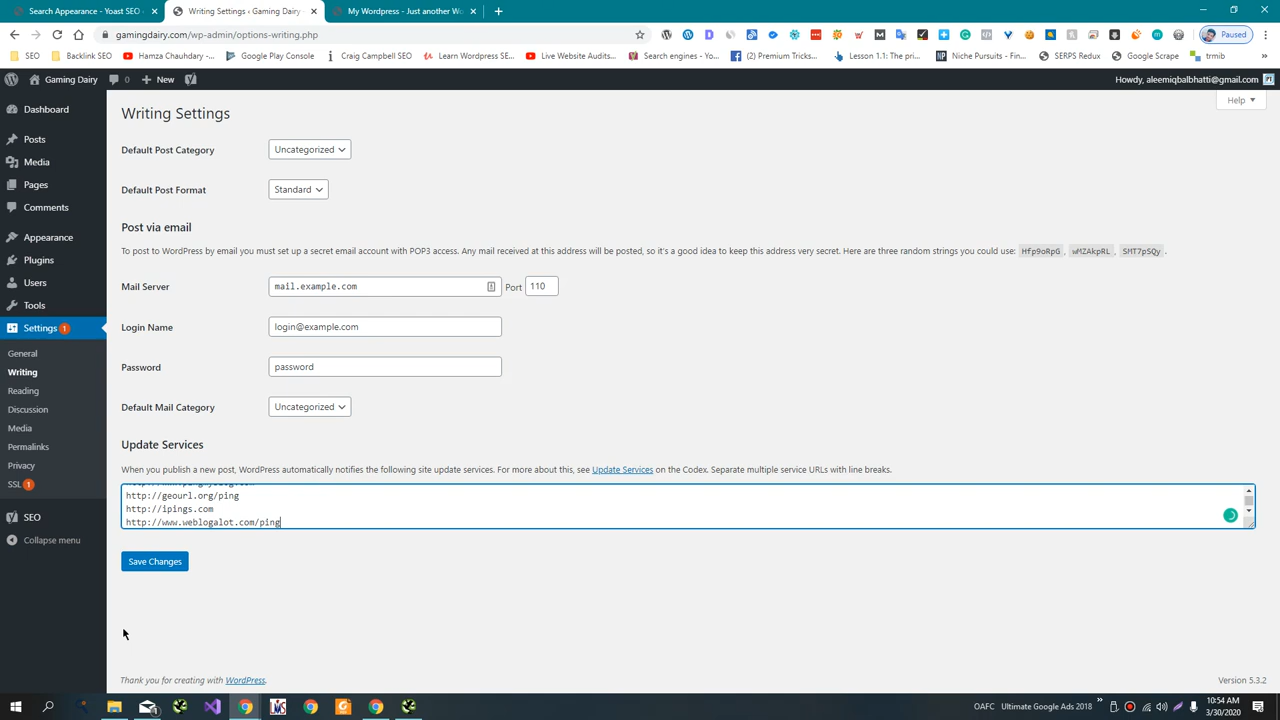 Search Appearance - Yoast SEO
Writing Settings ‹ Gaming Dairy
My Wordpress - Just another W
gamingdairy.com/wp-admin/options-writing.php
Paused
SEO
Backlink SEO
Hamza Chauhdary -
Google Play Console
Craig Campbell SEO
Learn Wordpress SE...
Live Website Audits...
Search engines - Yo...
Premium Tricks...
Lesson 1.1: The pri...
Niche Pursuits - Fin...
SERPS Redux
Google Scrape
trmib
Gaming Dairy
0
New
Howdy, aleemiqbalbhatti@gmail.com
Help
Dashboard
Posts
Media
Pages
Comments
Appearance
Plugins
Users
Tools
Settings 1
General
Writing
Reading
Discussion
Media
Permalinks
Privacy
SSL 1
SEO
Collapse menu
Writing Settings
Default Post Category
Uncategorized
Default Post Format
Standard
Post via email
To post to WordPress by email you must set up a secret email account with POP3 access. Any mail received at this address will be posted, so it's a good idea to keep this address very secret. Here are three random strings you could use: Hfp9oRpG , wMZAkpRL , SMT7pSQy .
Mail Server
mail.example.com
Port
110
Login Name
login@example.com
Password
password
Default Mail Category
Uncategorized
Update Services
When you publish a new post, WordPress automatically notifies the following site update services. For more about this, see Update Services on the Codex. Separate multiple service URLs with line breaks.
http://geourl.org/ping
http://ipings.com
http://www.weblogalot.com/ping
Save Changes
Thank you for creating with WordPress.
Version 5.3.2
OAFC
Ultimate Google Ads 2018
10:54 AM
3/30/2020